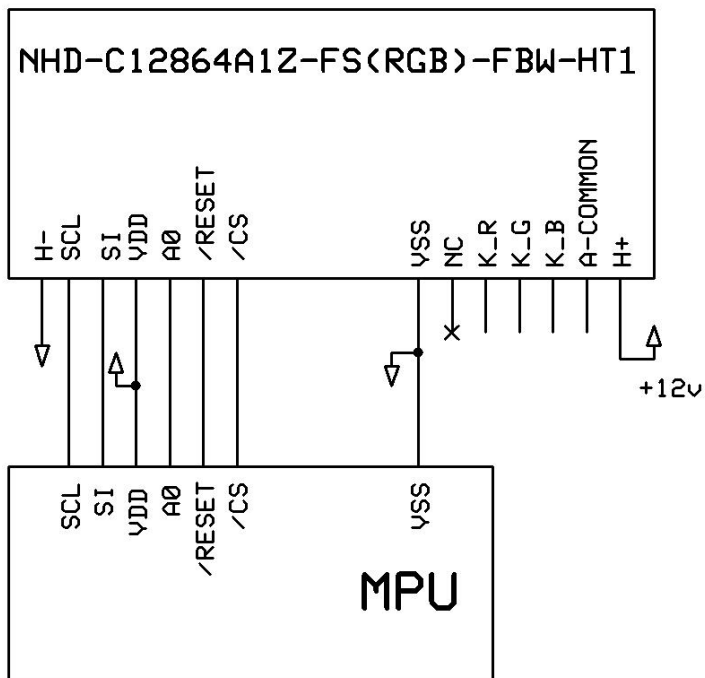 NHD-C12864A1Z-FS(RGB)-FBW-HT1
H-
SCL
SI
VDD
A0
/RESET
/CS
VSS
NC
K_R
K_G
K_B
A-COMMON
H+
+12v
SCL
SI
VDD
A0
/RESET
/CS
VSS
MPU